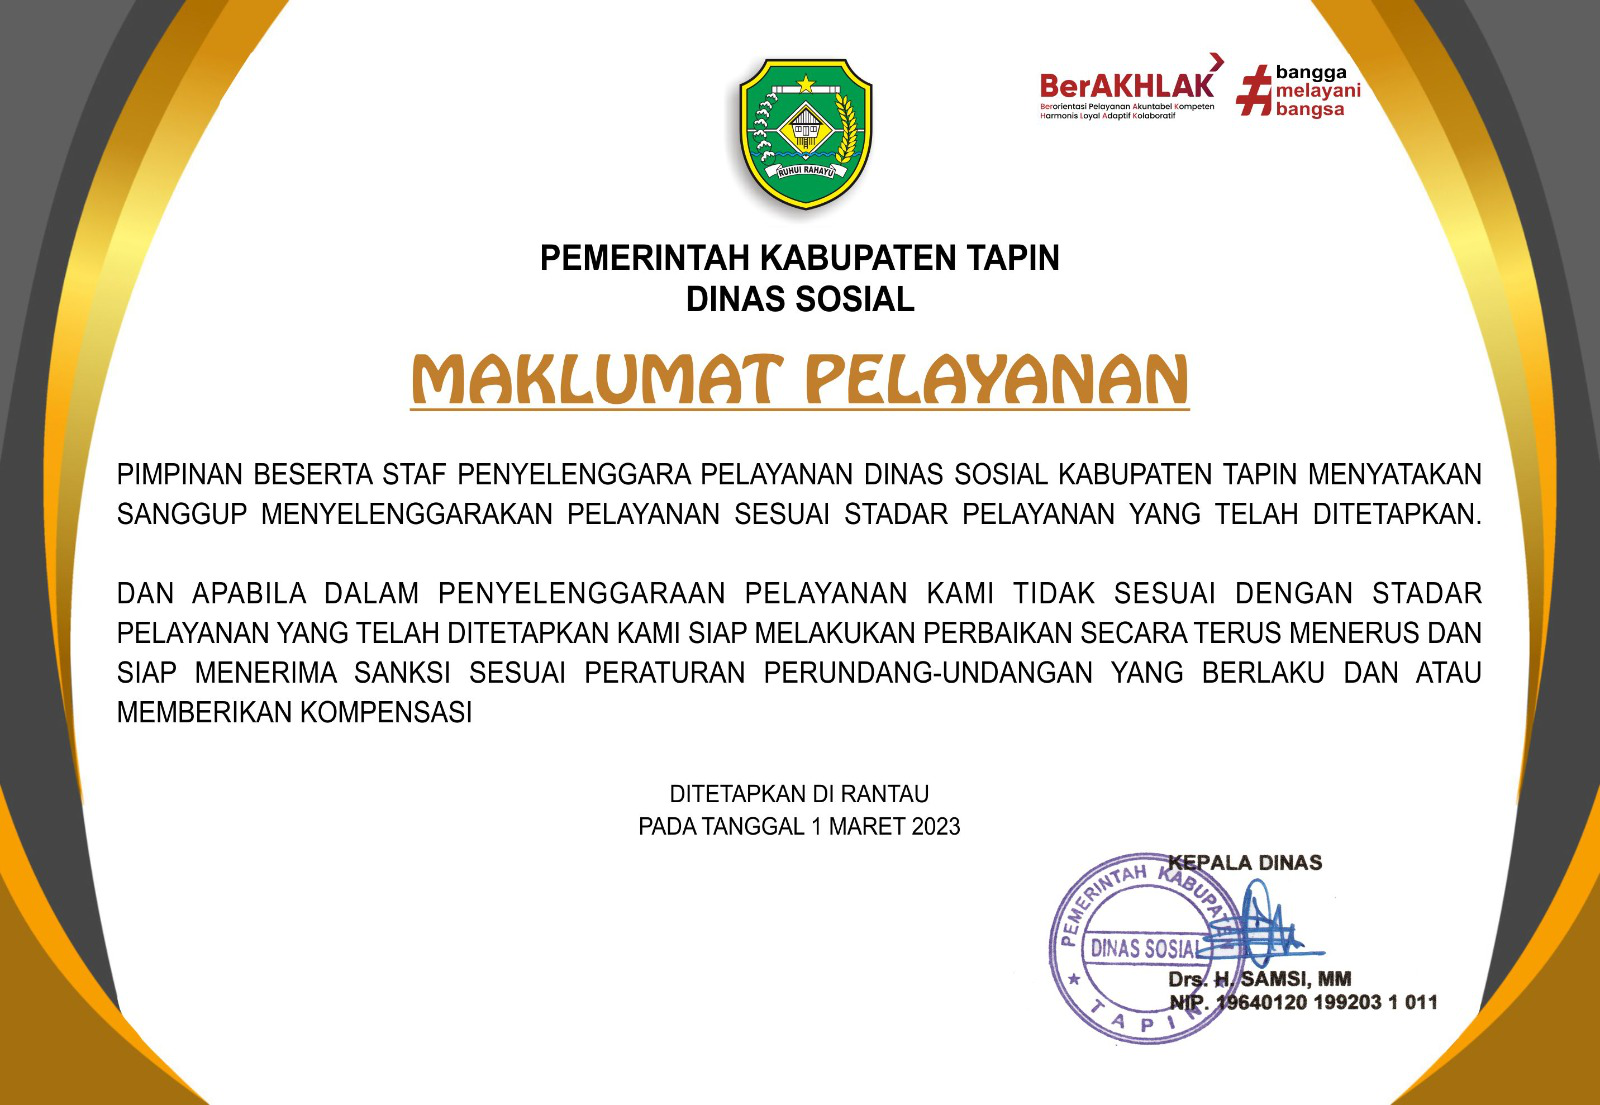 RUHUI RAHAYU
BerAKHLAK
Berorientasi Pelayanan Akuntabel Kompeten
Harmonis Loyal Adaptif Kolaboratif
#bangga
melayani
bangsa
PEMERINTAH KABUPATEN TAPIN
DINAS SOSIAL
MAKLUMAT PELAYANAN
PIMPINAN BESERTA STAF PENYELENGGARA PELAYANAN DINAS SOSIAL KABUPATEN TAPIN MENYATAKAN
SANGGUP MENYELENGGARAKAN PELAYANAN SESUAI STADAR PELAYANAN YANG TELAH DITETAPKAN.
DAN APABILA DALAM PENYELENGGARAAN PELAYANAN KAMI TIDAK SESUAI DENGAN STADAR
PELAYANAN YANG TELAH DITETAPKAN KAMI SIAP MELAKUKAN PERBAIKAN SECARA TERUS MENERUS DAN
SIAP MENERIMA SANKSI SESUAI PERATURAN PERUNDANG-UNDANGAN YANG BERLAKU DAN ATAU
MEMBERIKAN KOMPENSASI
DITETAPKAN DI RANTAU
PADA TANGGAL 1 MARET 2023
KEPALA DINAS
PEMERINTAH KABUPATEN
DINAS SOSIAL
TAPIN
Drs. H. SAMSI, MM
NIP. 19640120 199203 1 011